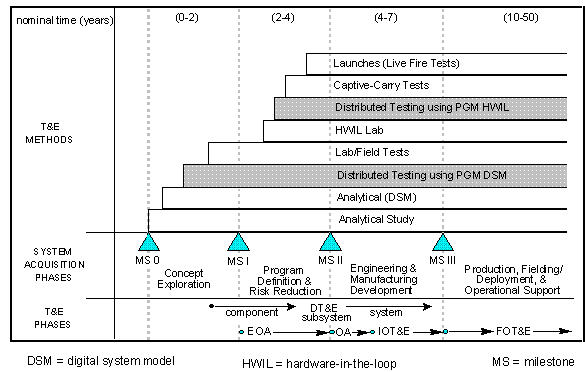 nominal time (years) (0-2) (2-4) (4-7) (10-50)
Launches (Live Fire Tests)
Captive-Carry Tests
Distributed Testing using PGM HWIL
T&E
METHODS
HWIL Lab
Lab/Field Tests
Distributed Testing using PGM DSM
Analytical (DSM)
Analytical Study
SYSTEM
ACQUISITION
PHASES
MS 0 MS I MS II MS III
Concept
Exploration
Program
Definition &
Risk Reduction
Engineering &
Manufacturing
Development
Production, Fielding/
Deployment, &
Operational Support
T&E
PHASES
DT&E
component subsystem system
EOA OA IOT&E FOT&E
DSM = digital system model HWIL = hardware-in-the-loop MS = milestone